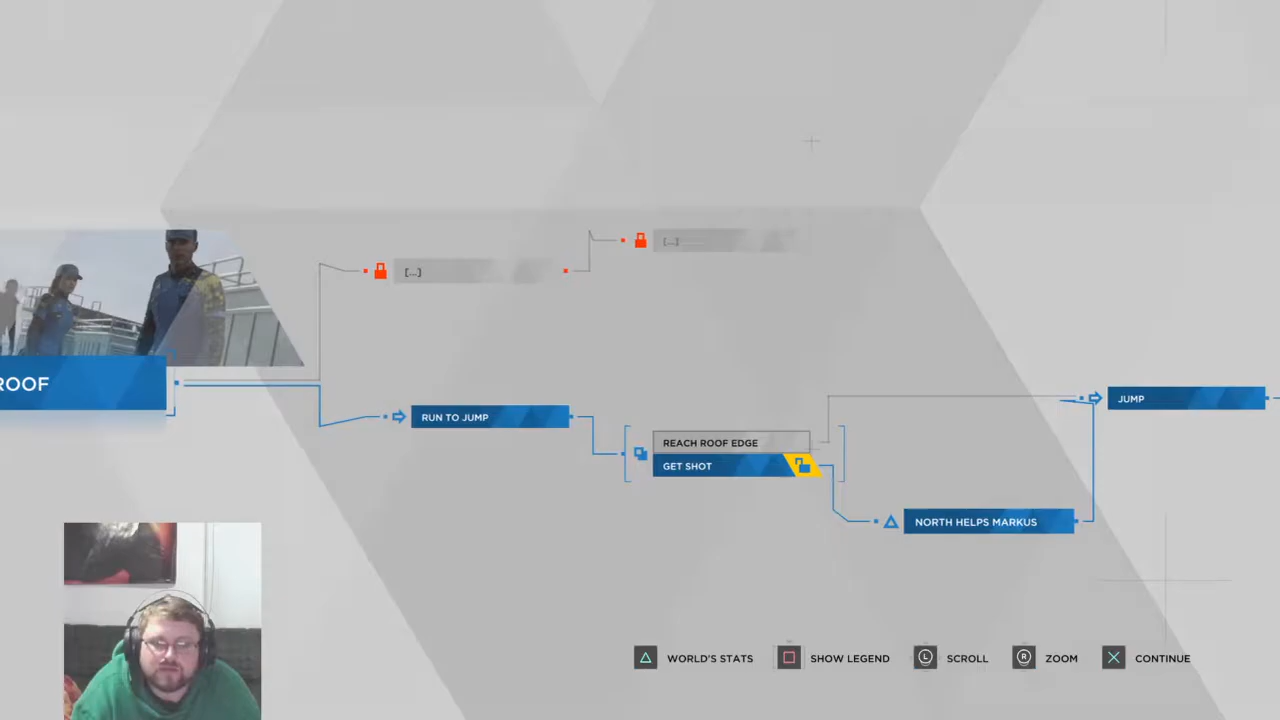 [...]
[...]
ROOF
JUMP
RUN TO JUMP
REACH ROOF EDGE
GET SHOT
NORTH HELPS MARKUS
WORLD'S STATS
SHOW LEGEND
L SCROLL
R ZOOM
CONTINUE